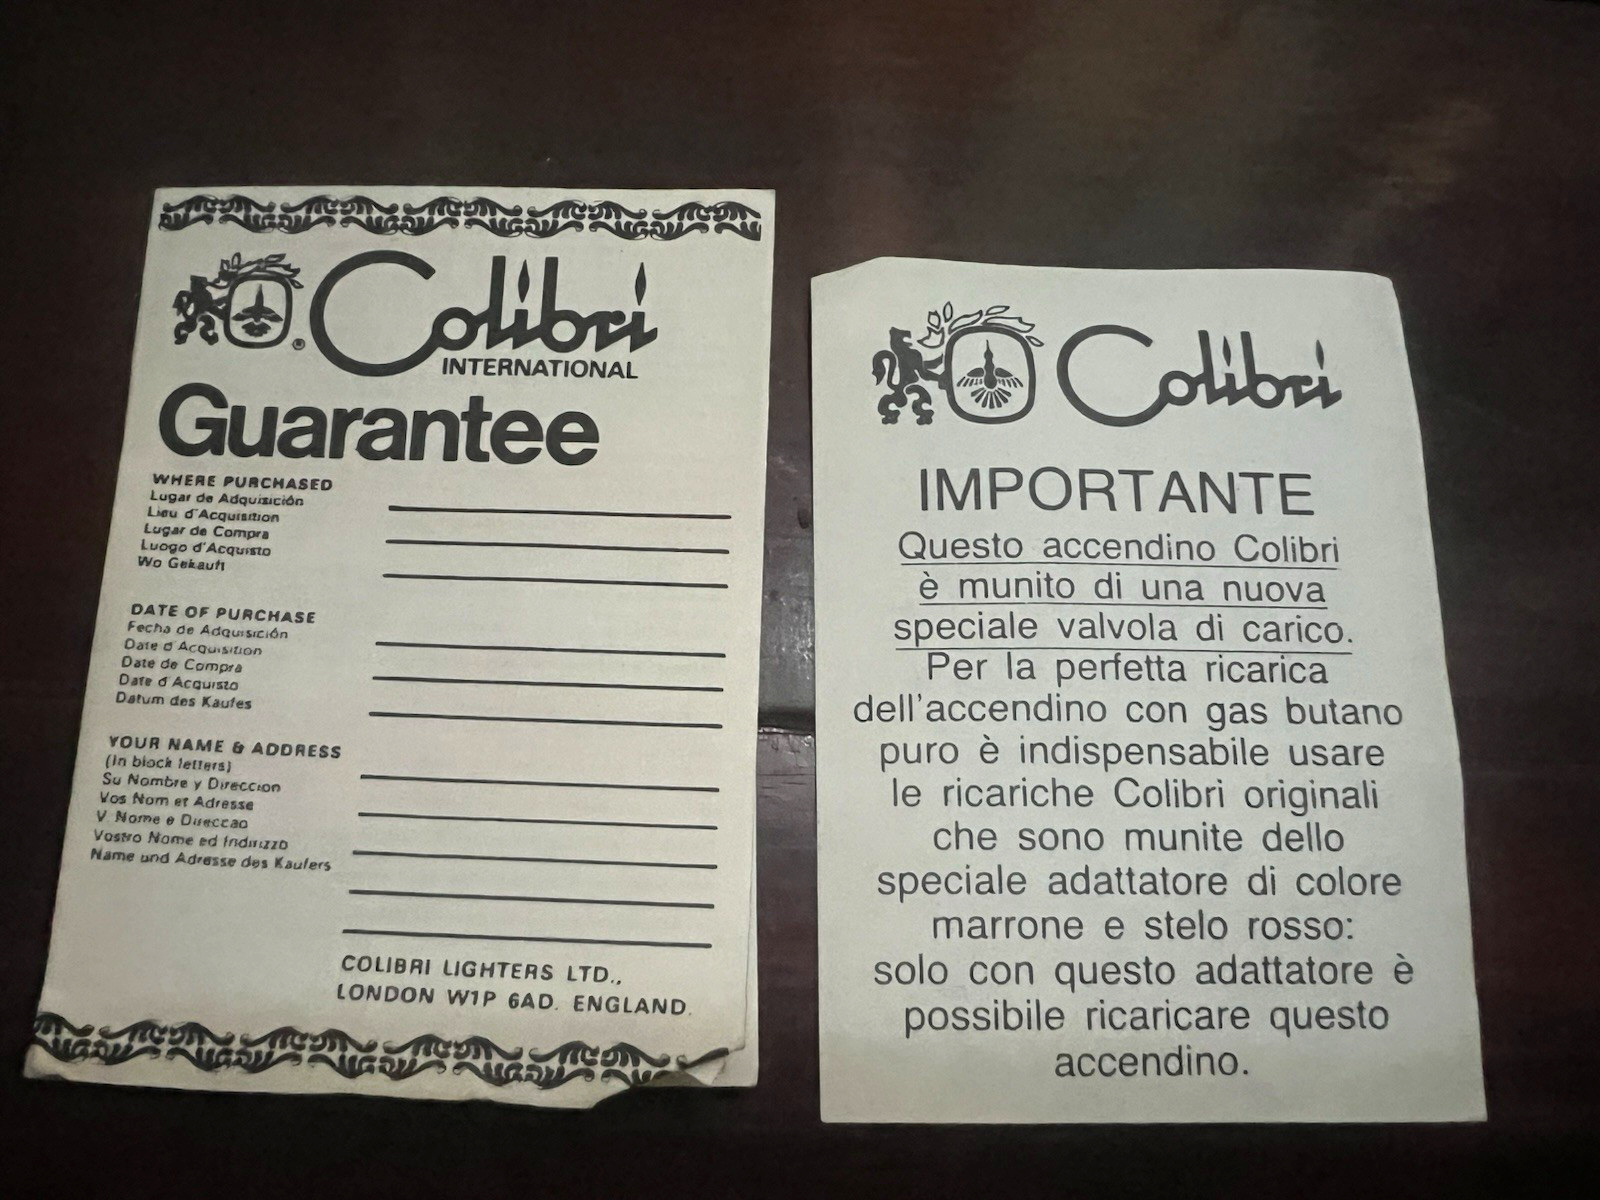 Colibri
INTERNATIONAL
Guarantee
WHERE PURCHASED
Lugar de Adquisición
Lieu d'Acquisition
Lugar de Compra
Luogo d'Acquisto
Wo Gekauft
DATE OF PURCHASE
Fecha de Adquisición
Date d'Acquisition
Date de Compra
Date d'Acquisto
Datum des Kaufes
YOUR NAME & ADDRESS
(In block letters)
Su Nombre y Direccion
Vos Nom et Adresse
V Nome e Direccao
Vostro Nome ed Indirizzo
Name und Adresse des Kaufers
COLIBRI LIGHTERS LTD.,
LONDON W1P 6AD. ENGLAND.
Colibri
IMPORTANTE
Questo accendino Colibri
è munito di una nuova
speciale valvola di carico.
Per la perfetta ricarica
dell'accendino con gas butano
puro è indispensabile usare
le ricariche Colibrì originali
che sono munite dello
speciale adattatore di colore
marrone e stelo rosso:
solo con questo adattatore è
possibile ricaricare questo
accendino.